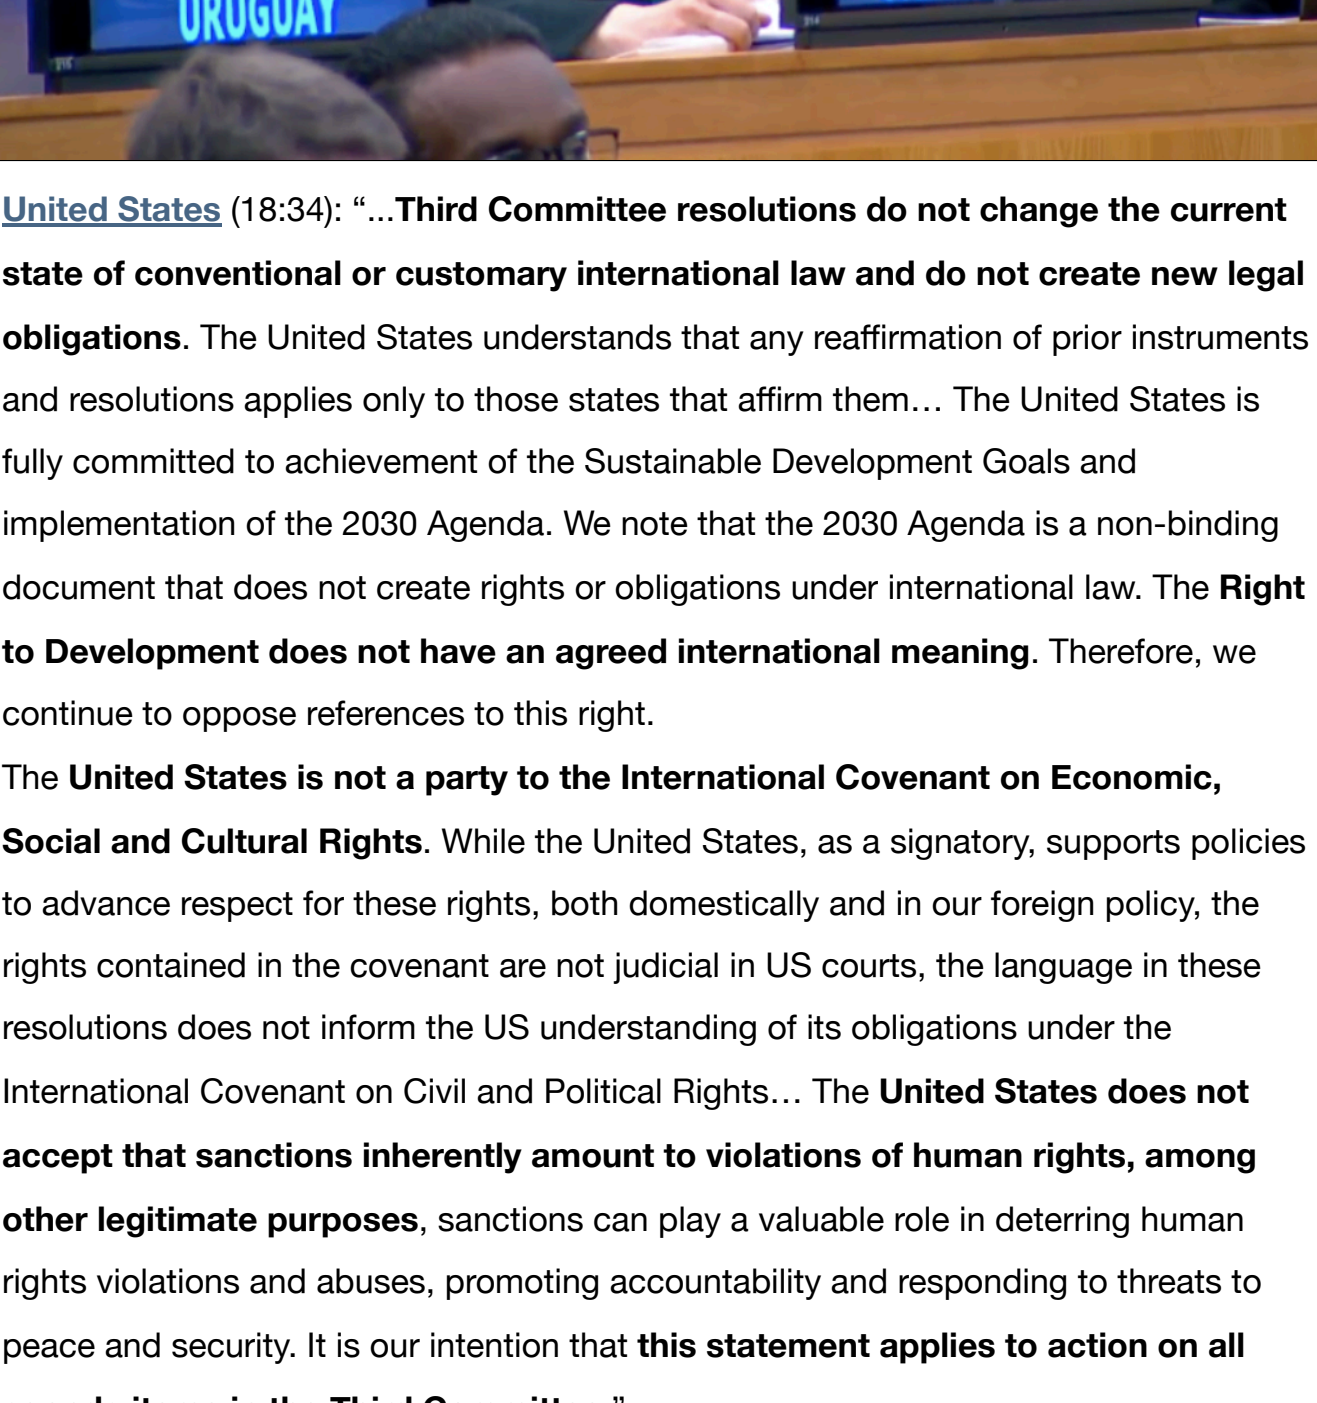 URUGUAY
United States (18:34): “...Third Committee resolutions do not change the current
state of conventional or customary international law and do not create new legal
obligations. The United States understands that any reaffirmation of prior instruments
and resolutions applies only to those states that affirm them… The United States is
fully committed to achievement of the Sustainable Development Goals and
implementation of the 2030 Agenda. We note that the 2030 Agenda is a non-binding
document that does not create rights or obligations under international law. The Right
to Development does not have an agreed international meaning. Therefore, we
continue to oppose references to this right.
The United States is not a party to the International Covenant on Economic,
Social and Cultural Rights. While the United States, as a signatory, supports policies
to advance respect for these rights, both domestically and in our foreign policy, the
rights contained in the covenant are not judicial in US courts, the language in these
resolutions does not inform the US understanding of its obligations under the
International Covenant on Civil and Political Rights… The United States does not
accept that sanctions inherently amount to violations of human rights, among
other legitimate purposes, sanctions can play a valuable role in deterring human
rights violations and abuses, promoting accountability and responding to threats to
peace and security. It is our intention that this statement applies to action on all
in the Third Committee.”